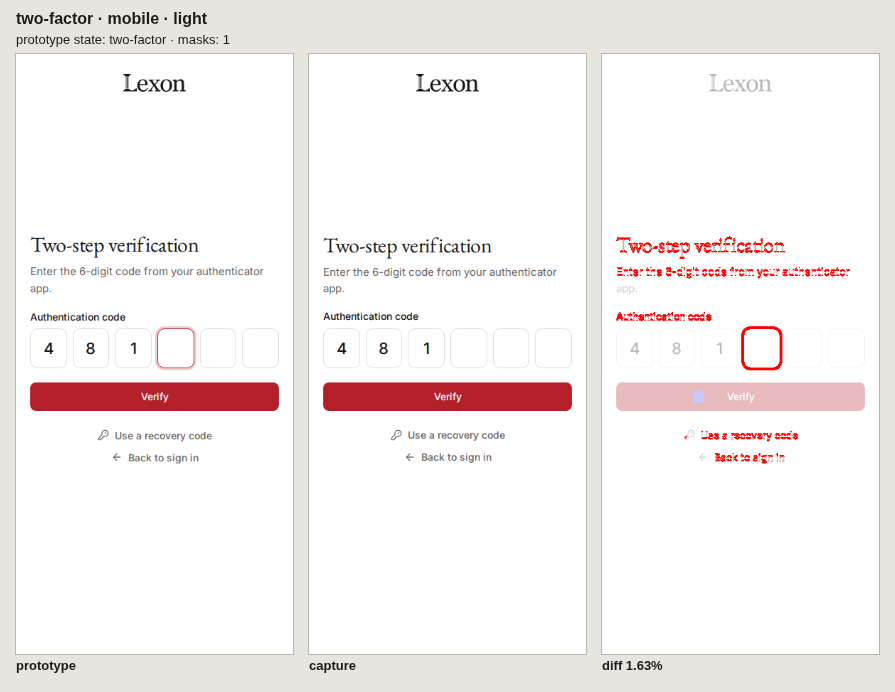 two-factor · mobile · light
prototype state: two-factor · masks: 1
Lexon
Two-step verification
Enter the 6-digit code from your authenticator
app.
Authentication code
4 8 1
Verify
Use a recovery code
Back to sign in
prototype
Lexon
Two-step verification
Enter the 6-digit code from your authenticator
app.
Authentication code
4 8 1
Verify
Use a recovery code
Back to sign in
capture
Lexon
Two-step verification
Enter the 6-digit code from your authenticator
app.
Authentication code
4 8 1
Verify
Use a recovery code
Back to sign in
diff 1.63%